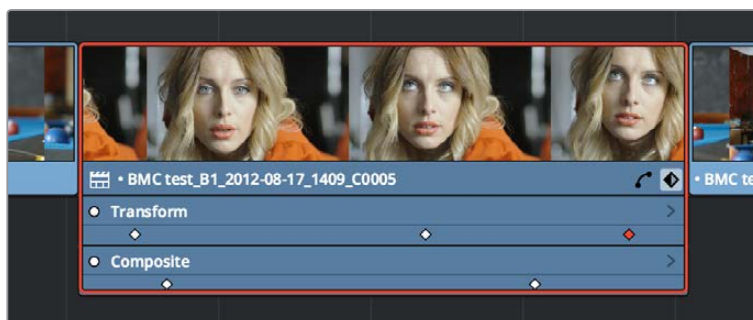 • BMC test_B1_2012-08-17_1409_C0005
• BMC te
Transform
Composite